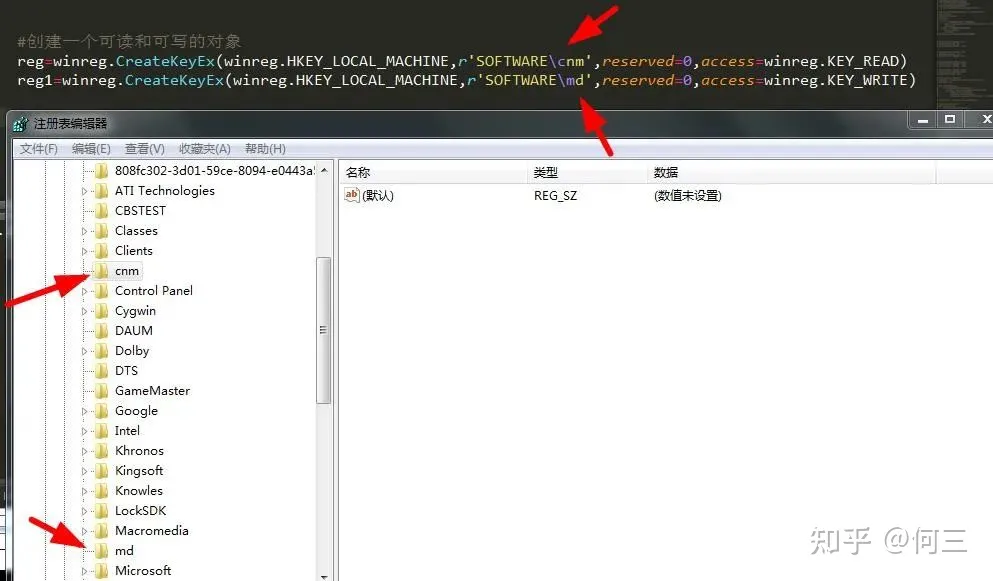 #创建一个可读和可写的对象
reg=winreg.CreateKeyEx(winreg.HKEY_LOCAL_MACHINE,r'SOFTWARE\cnm',reserved=0,access=winreg.KEY_READ)
reg1=winreg.CreateKeyEx(winreg.HKEY_LOCAL_MACHINE,r'SOFTWARE\md',reserved=0,access=winreg.KEY_WRITE)
注册表编辑器
文件(F) 编辑(E) 查看(V) 收藏夹(A) 帮助(H)
808fc302-3d01-59ce-8094-e0443a
ATI Technologies
CBSTEST
Classes
Clients
cnm
Control Panel
Cygwin
DAUM
Dolby
DTS
GameMaster
Google
Intel
Khronos
Kingsoft
Knowles
LockSDK
Macromedia
md
Microsoft
名称 类型 数据
ab (默认) REG_SZ (数值未设置)
知乎 @何三